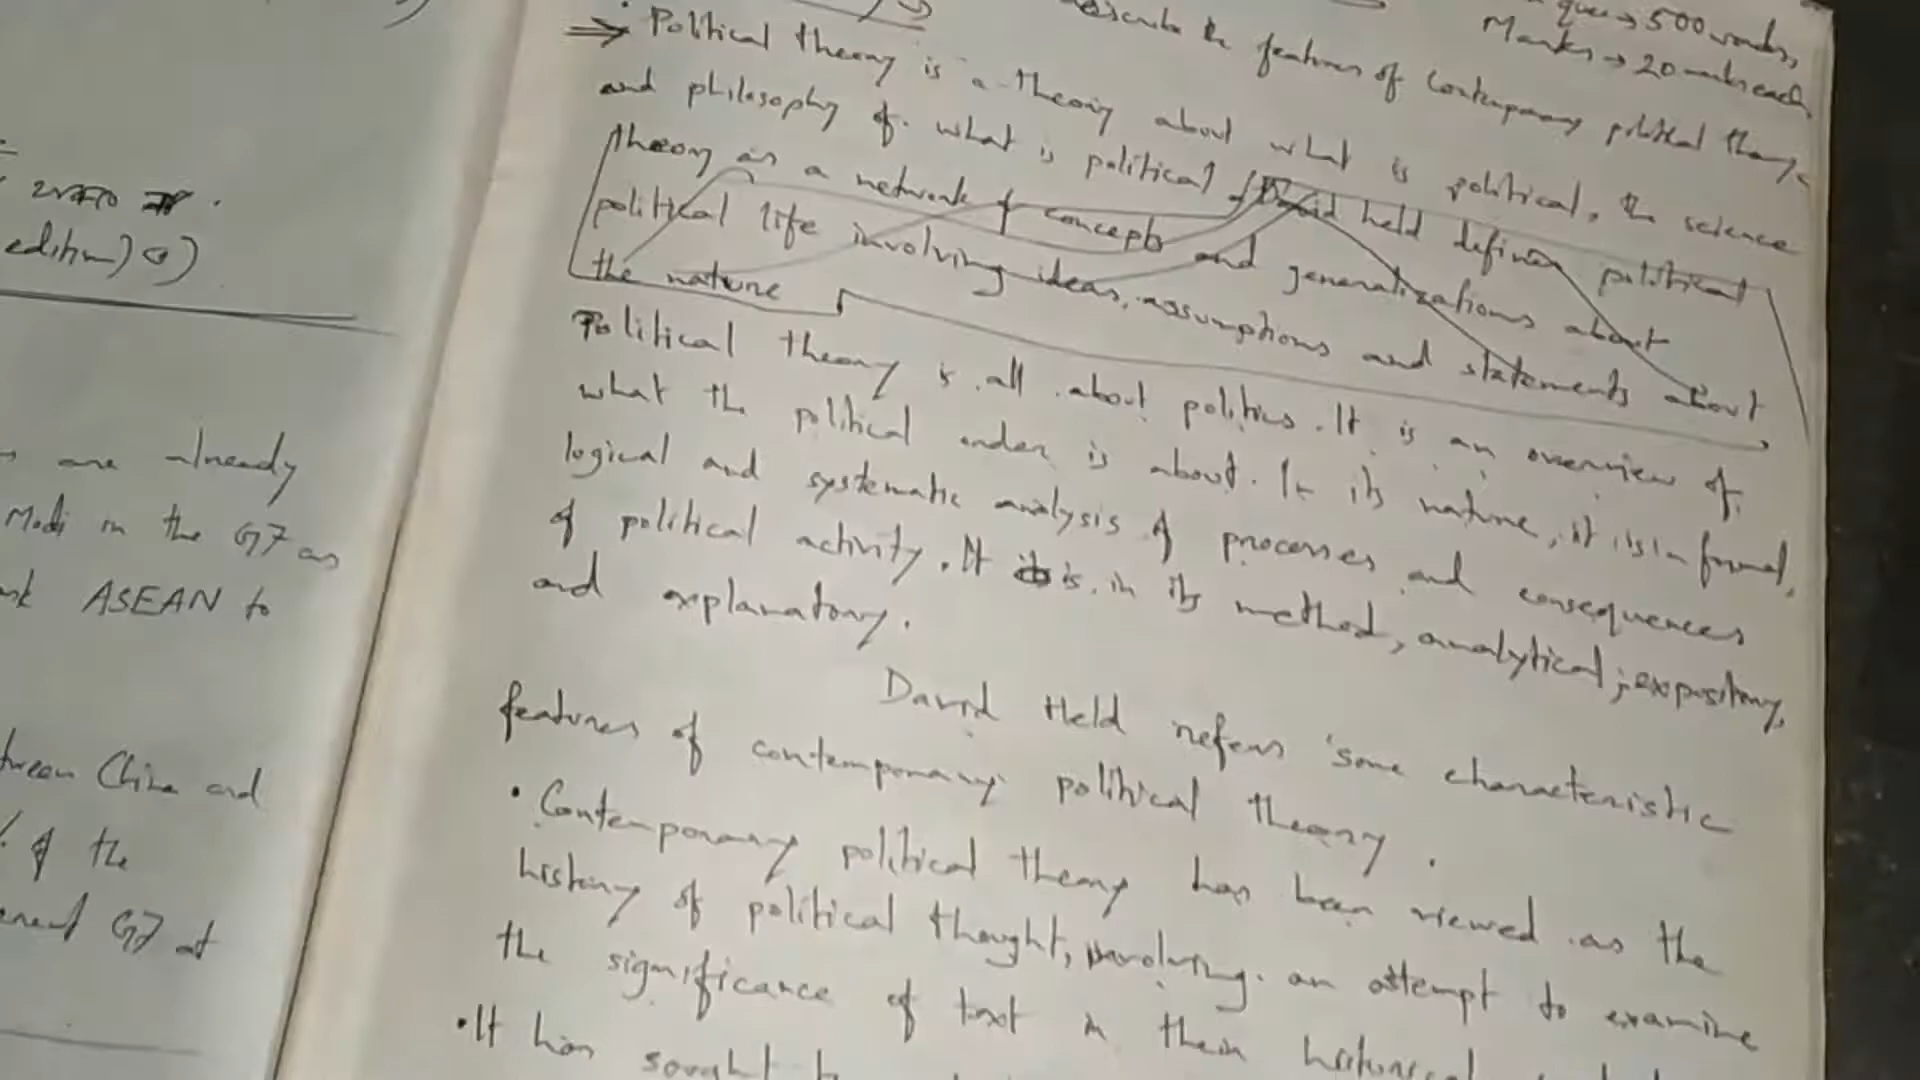 2VAT0
edition)
are already
Modi in the G7 as
ASEAN to
China and
of the
G7 at
que → 500 words,
Marks → 20 marks each
the features of contemporary political theory.
⇒ Political theory is a theory about what is political, the science
and philosophy of what is political. David held defines political
theory as a network of concepts and generalizations about
political life involving ideas, assumptions and statements about
the nature
Political theory is all about politics. It is an overview of
what the political order is about. In its nature, it is formal,
logical and systematic analysis of processes and consequences
of political activity. It is, in its method, analytical, expository,
and explanatory.
David Held refers some characteristic
features of contemporary political theory.
• Contemporary political theory has been viewed as the
history of political thought, involving an attempt to examine
the significance of text in their historical
• It has sought